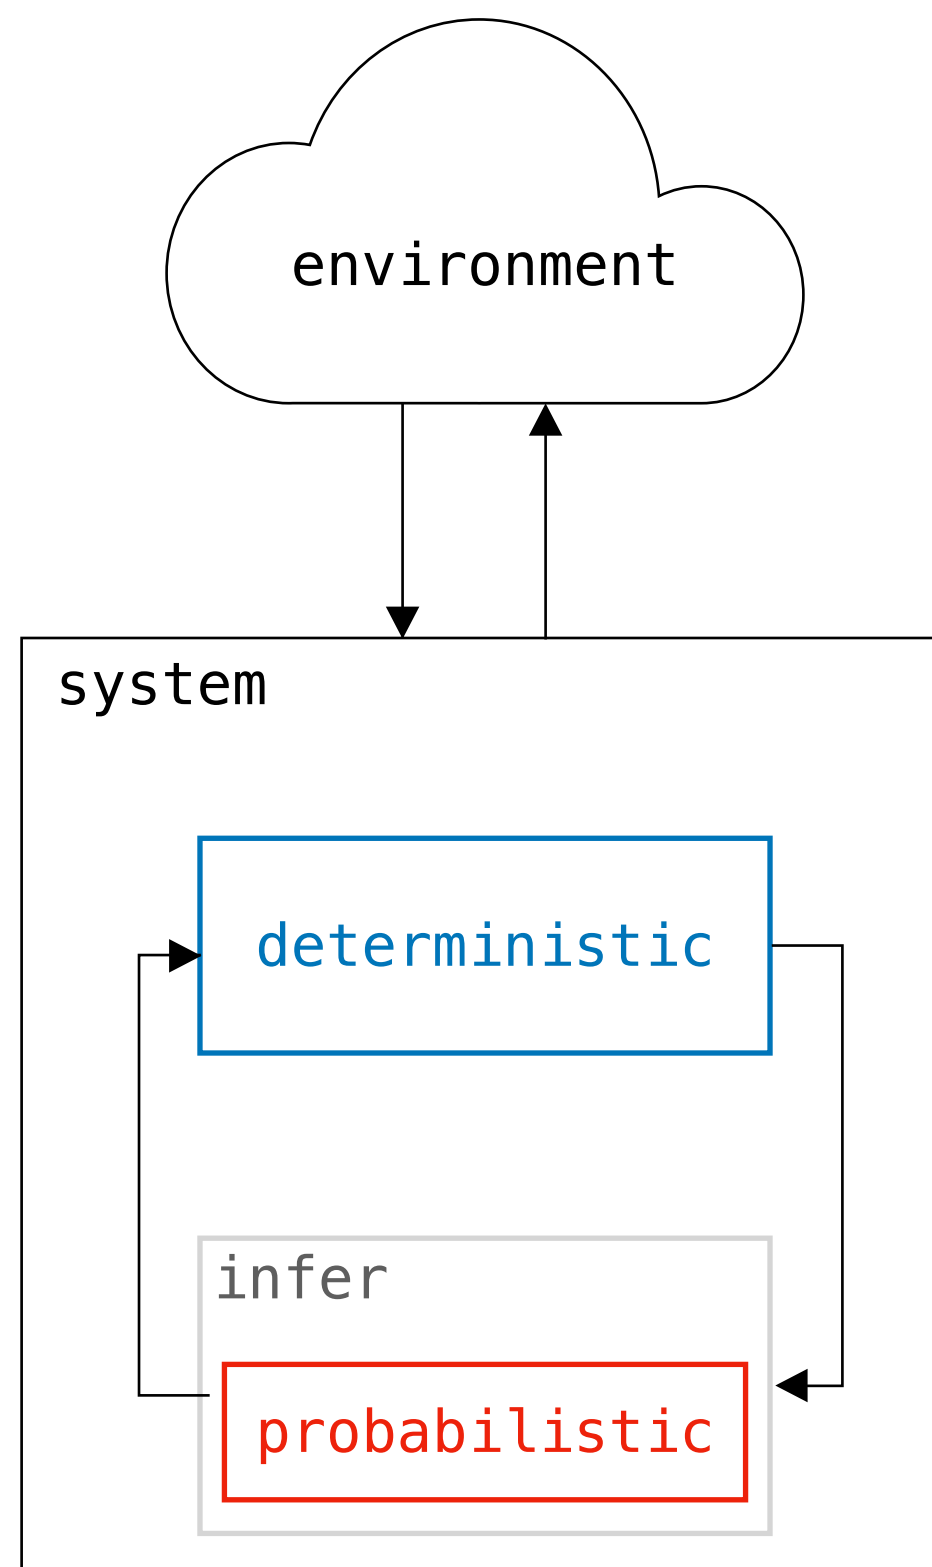 environment
system
deterministic
infer
probabilistic